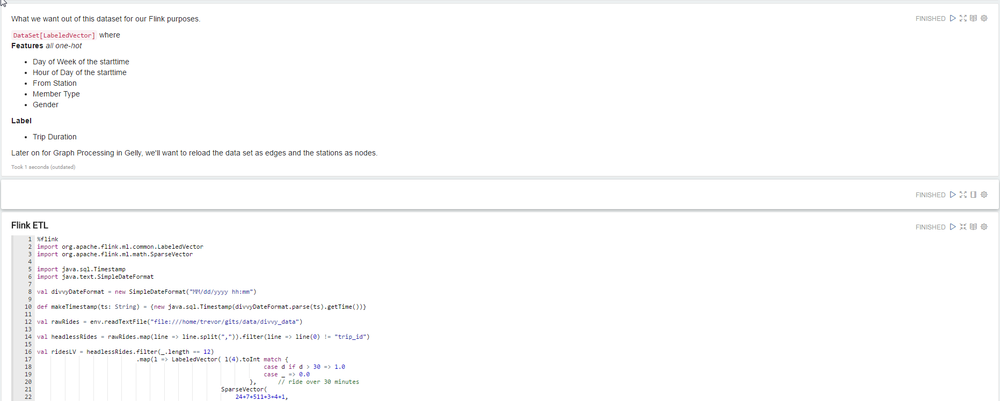 What we want out of this dataset for our Flink purposes.
FINISHED
DataSet[LabeledVector] where
Features all one-hot
• Day of Week of the starttime
• Hour of Day of the starttime
• From Station
• Member Type
• Gender
Label
• Trip Duration
Later on for Graph Processing in Gelly, we'll want to reload the data set as edges and the stations as nodes.
Took 1 seconds (outdated)
FINISHED
Flink ETL
FINISHED
1 %flink
2 import org.apache.flink.ml.common.LabeledVector
3 import org.apache.flink.ml.math.SparseVector
4
5 import java.sql.Timestamp
6 import java.text.SimpleDateFormat
7
8 val divvyDateFormat = new SimpleDateFormat("MM/dd/yyyy hh:mm")
9
10 def makeTimestamp(ts: String) = {new java.sql.Timestamp(divvyDateFormat.parse(ts).getTime())}
11
12 val rawRides = env.readTextFile("file:///home/trevor/gits/data/divvy_data")
13
14 val headlessRides = rawRides.map(line => line.split(",")).filter(line => line(0) != "trip_id")
15
16 val ridesLV = headlessRides.filter(_.length == 12)
17 .map(l => LabeledVector( l(4).toInt match {
18 case d if d > 30 => 1.0
19 case _ => 0.0
20 }, // ride over 30 minutes
21 SparseVector(
22 24+7+511+3+4+1,